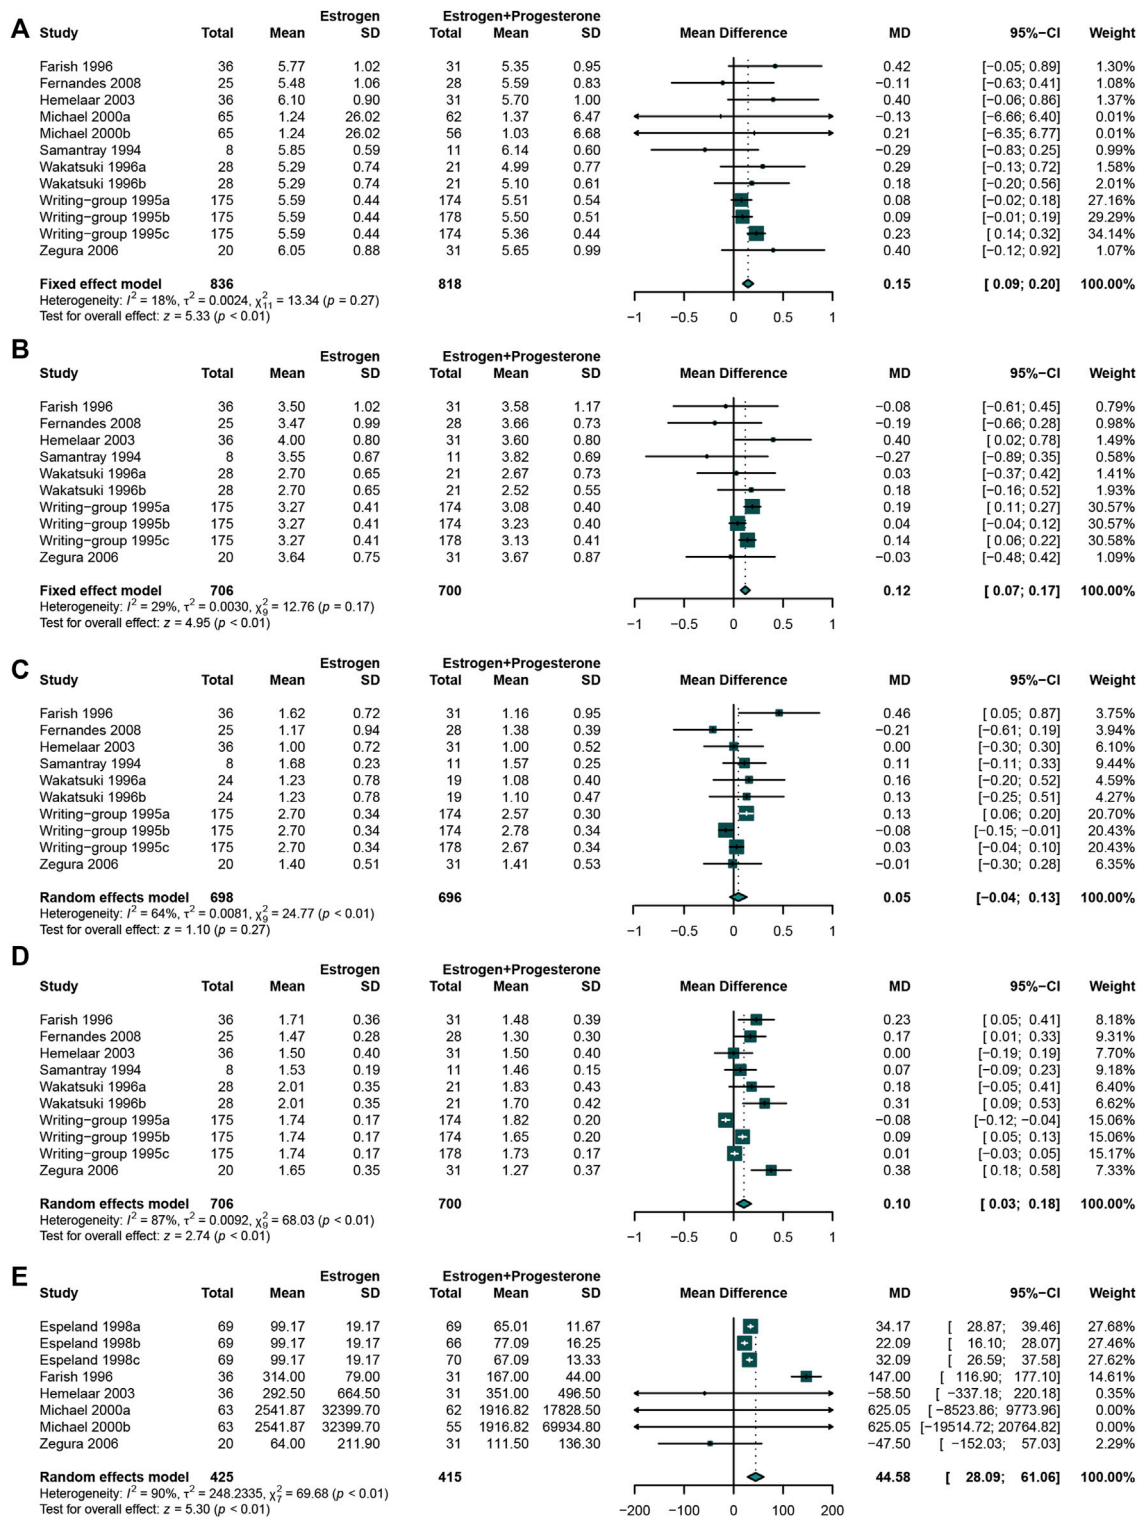 A
Estrogen Estrogen+Progesterone
Study Total Mean SD Total Mean SD Mean Difference MD 95%−CI Weight
Farish 1996 36 5.77 1.02 31 5.35 0.95 0.42 [−0.05; 0.89] 1.30%
Fernandes 2008 25 5.48 1.06 28 5.59 0.83 −0.11 [−0.63; 0.41] 1.08%
Hemelaar 2003 36 6.10 0.90 31 5.70 1.00 0.40 [−0.06; 0.86] 1.37%
Michael 2000a 65 1.24 26.02 62 1.37 6.47 −0.13 [−6.66; 6.40] 0.01%
Michael 2000b 65 1.24 26.02 56 1.03 6.68 0.21 [−6.35; 6.77] 0.01%
Samantray 1994 8 5.85 0.59 11 6.14 0.60 −0.29 [−0.83; 0.25] 0.99%
Wakatsuki 1996a 28 5.29 0.74 21 4.99 0.77 0.29 [−0.13; 0.72] 1.58%
Wakatsuki 1996b 28 5.29 0.74 21 5.10 0.61 0.18 [−0.20; 0.56] 2.01%
Writing−group 1995a 175 5.59 0.44 174 5.51 0.54 0.08 [−0.02; 0.18] 27.16%
Writing−group 1995b 175 5.59 0.44 178 5.50 0.51 0.09 [−0.01; 0.19] 29.29%
Writing−group 1995c 175 5.59 0.44 174 5.36 0.44 0.23 [ 0.14; 0.32] 34.14%
Zegura 2006 20 6.05 0.88 31 5.65 0.99 0.40 [−0.12; 0.92] 1.07%
Fixed effect model 836 818 0.15 [ 0.09; 0.20] 100.00%
Heterogeneity: I² = 18%, τ² = 0.0024, χ²₁₁ = 13.34 (p = 0.27)
Test for overall effect: z = 5.33 (p < 0.01)
−1 −0.5 0 0.5 1
B
Estrogen Estrogen+Progesterone
Study Total Mean SD Total Mean SD Mean Difference MD 95%−CI Weight
Farish 1996 36 3.50 1.02 31 3.58 1.17 −0.08 [−0.61; 0.45] 0.79%
Fernandes 2008 25 3.47 0.99 28 3.66 0.73 −0.19 [−0.66; 0.28] 0.98%
Hemelaar 2003 36 4.00 0.80 31 3.60 0.80 0.40 [ 0.02; 0.78] 1.49%
Samantray 1994 8 3.55 0.67 11 3.82 0.69 −0.27 [−0.89; 0.35] 0.58%
Wakatsuki 1996a 28 2.70 0.65 21 2.67 0.73 0.03 [−0.37; 0.42] 1.41%
Wakatsuki 1996b 28 2.70 0.65 21 2.52 0.55 0.18 [−0.16; 0.52] 1.93%
Writing−group 1995a 175 3.27 0.41 174 3.08 0.40 0.19 [ 0.11; 0.27] 30.57%
Writing−group 1995b 175 3.27 0.41 174 3.23 0.40 0.04 [−0.04; 0.12] 30.57%
Writing−group 1995c 175 3.27 0.41 178 3.13 0.41 0.14 [ 0.06; 0.22] 30.58%
Zegura 2006 20 3.64 0.75 31 3.67 0.87 −0.03 [−0.48; 0.42] 1.09%
Fixed effect model 706 700 0.12 [ 0.07; 0.17] 100.00%
Heterogeneity: I² = 29%, τ² = 0.0030, χ²₉ = 12.76 (p = 0.17)
Test for overall effect: z = 4.95 (p < 0.01)
−1 −0.5 0 0.5 1
C
Estrogen Estrogen+Progesterone
Study Total Mean SD Total Mean SD Mean Difference MD 95%−CI Weight
Farish 1996 36 1.62 0.72 31 1.16 0.95 0.46 [ 0.05; 0.87] 3.75%
Fernandes 2008 25 1.17 0.94 28 1.38 0.39 −0.21 [−0.61; 0.19] 3.94%
Hemelaar 2003 36 1.00 0.72 31 1.00 0.52 0.00 [−0.30; 0.30] 6.10%
Samantray 1994 8 1.68 0.23 11 1.57 0.25 0.11 [−0.11; 0.33] 9.44%
Wakatsuki 1996a 24 1.23 0.78 19 1.08 0.40 0.16 [−0.20; 0.52] 4.59%
Wakatsuki 1996b 24 1.23 0.78 19 1.10 0.47 0.13 [−0.25; 0.51] 4.27%
Writing−group 1995a 175 2.70 0.34 174 2.57 0.30 0.13 [ 0.06; 0.20] 20.70%
Writing−group 1995b 175 2.70 0.34 174 2.78 0.34 −0.08 [−0.15; −0.01] 20.43%
Writing−group 1995c 175 2.70 0.34 178 2.67 0.34 0.03 [−0.04; 0.10] 20.43%
Zegura 2006 20 1.40 0.51 31 1.41 0.53 −0.01 [−0.30; 0.28] 6.35%
Random effects model 698 696 0.05 [−0.04; 0.13] 100.00%
Heterogeneity: I² = 64%, τ² = 0.0081, χ²₉ = 24.77 (p < 0.01)
Test for overall effect: z = 1.10 (p = 0.27)
−1 −0.5 0 0.5 1
D
Estrogen Estrogen+Progesterone
Study Total Mean SD Total Mean SD Mean Difference MD 95%−CI Weight
Farish 1996 36 1.71 0.36 31 1.48 0.39 0.23 [ 0.05; 0.41] 8.18%
Fernandes 2008 25 1.47 0.28 28 1.30 0.30 0.17 [ 0.01; 0.33] 9.31%
Hemelaar 2003 36 1.50 0.40 31 1.50 0.40 0.00 [−0.19; 0.19] 7.70%
Samantray 1994 8 1.53 0.19 11 1.46 0.15 0.07 [−0.09; 0.23] 9.18%
Wakatsuki 1996a 28 2.01 0.35 21 1.83 0.43 0.18 [−0.05; 0.41] 6.40%
Wakatsuki 1996b 28 2.01 0.35 21 1.70 0.42 0.31 [ 0.09; 0.53] 6.62%
Writing−group 1995a 175 1.74 0.17 174 1.82 0.20 −0.08 [−0.12; −0.04] 15.06%
Writing−group 1995b 175 1.74 0.17 174 1.65 0.20 0.09 [ 0.05; 0.13] 15.06%
Writing−group 1995c 175 1.74 0.17 178 1.73 0.17 0.01 [−0.03; 0.05] 15.17%
Zegura 2006 20 1.65 0.35 31 1.27 0.37 0.38 [ 0.18; 0.58] 7.33%
Random effects model 706 700 0.10 [ 0.03; 0.18] 100.00%
Heterogeneity: I² = 87%, τ² = 0.0092, χ²₉ = 68.03 (p < 0.01)
Test for overall effect: z = 2.74 (p < 0.01)
−1 −0.5 0 0.5 1
E
Estrogen Estrogen+Progesterone
Study Total Mean SD Total Mean SD Mean Difference MD 95%−CI Weight
Espeland 1998a 69 99.17 19.17 69 65.01 11.67 34.17 [ 28.87; 39.46] 27.68%
Espeland 1998b 69 99.17 19.17 66 77.09 16.25 22.09 [ 16.10; 28.07] 27.46%
Espeland 1998c 69 99.17 19.17 70 67.09 13.33 32.09 [ 26.59; 37.58] 27.62%
Farish 1996 36 314.00 79.00 31 167.00 44.00 147.00 [ 116.90; 177.10] 14.61%
Hemelaar 2003 36 292.50 664.50 31 351.00 496.50 −58.50 [ −337.18; 220.18] 0.35%
Michael 2000a 63 2541.87 32399.70 62 1916.82 17828.50 625.05 [ −8523.86; 9773.96] 0.00%
Michael 2000b 63 2541.87 32399.70 55 1916.82 69934.80 625.05 [−19514.72; 20764.82] 0.00%
Zegura 2006 20 64.00 211.90 31 111.50 136.30 −47.50 [ −152.03; 57.03] 2.29%
Random effects model 425 415 44.58 [ 28.09; 61.06] 100.00%
Heterogeneity: I² = 90%, τ² = 248.2335, χ²₇ = 69.68 (p < 0.01)
Test for overall effect: z = 5.30 (p < 0.01)
−200 −100 0 100 200